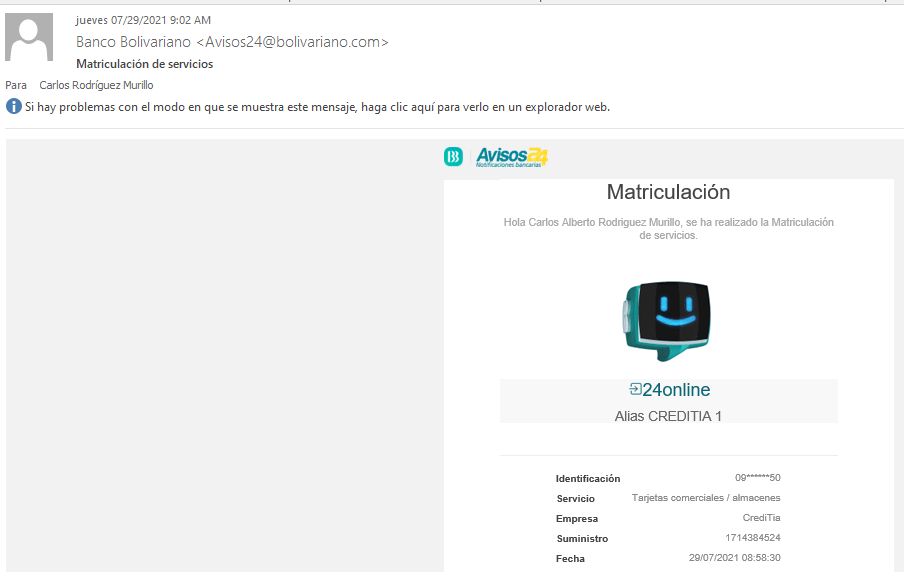 jueves 07/29/2021 9:02 AM
Banco Bolivariano <Avisos24@bolivariano.com>
Matriculación de servicios
Para Carlos Rodríguez Murillo
Si hay problemas con el modo en que se muestra este mensaje, haga clic aquí para verlo en un explorador web.
Avisos24
Notificaciones bancarias
Matriculación
Hola Carlos Alberto Rodriguez Murillo, se ha realizado la Matriculación
de servicios.
24online
Alias CREDITIA 1
Identificación 09******50
Servicio Tarjetas comerciales / almacenes
Empresa CrediTia
Suministro 1714384524
Fecha 29/07/2021 08:58:30